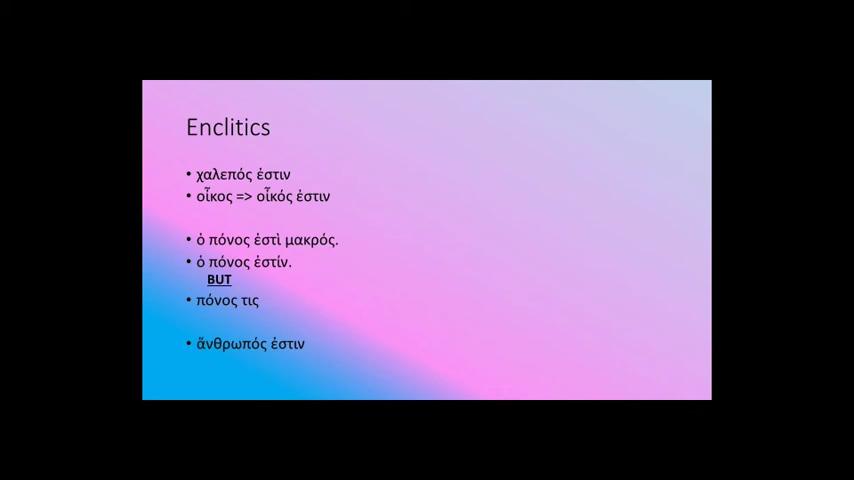 Enclitics
• χαλεπός ἐστιν
• οἶκος => οἶκός ἐστιν
• ὁ πόνος ἐστὶ μακρός.
• ὁ πόνος ἐστίν.
BUT
• πόνος τις
• ἄνθρωπός ἐστιν